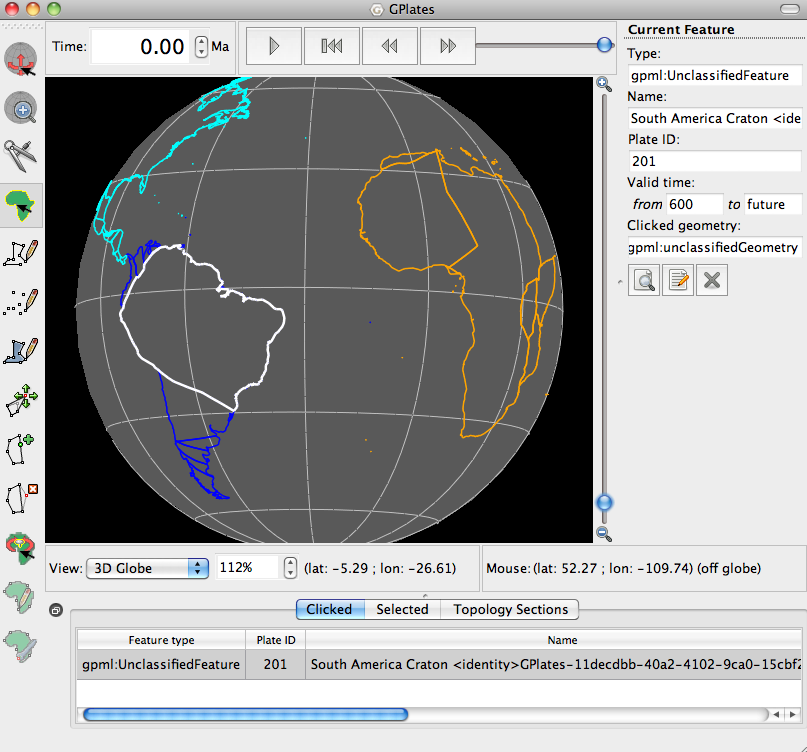 GPlates
Time: 0.00 Ma
Current Feature
Type:
gpml:UnclassifiedFeature
Name:
South America Craton <ide
Plate ID:
201
Valid time:
from 600 to future
Clicked geometry:
gpml:unclassifiedGeometry
View: 3D Globe 112% (lat: -5.29 ; lon: -26.61) Mouse: (lat: 52.27 ; lon: -109.74) (off globe)
Clicked Selected Topology Sections
Feature type Plate ID Name
gpml:UnclassifiedFeature 201 South America Craton <identity>GPlates-11decdbb-40a2-4102-9ca0-15cbf2